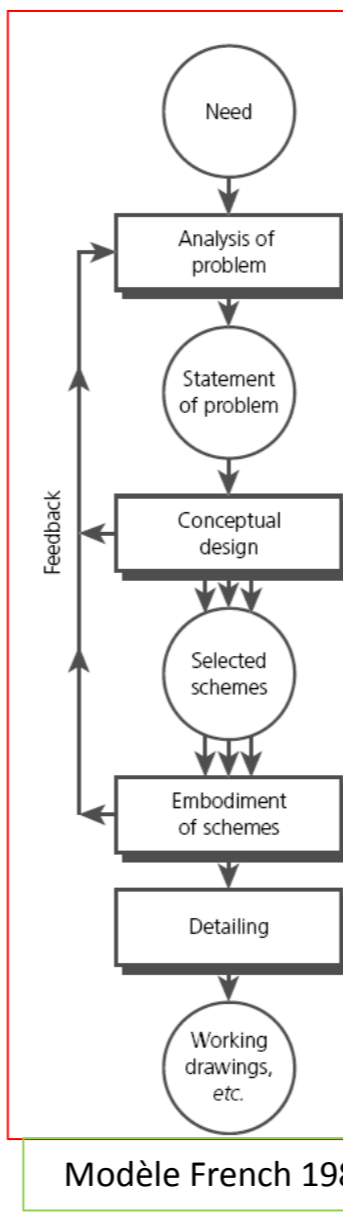 Need
Analysis of
problem
Statement
of problem
Feedback
Conceptual
design
Selected
schemes
Embodiment
of schemes
Detailing
Working
drawings,
etc.
Modèle French 198